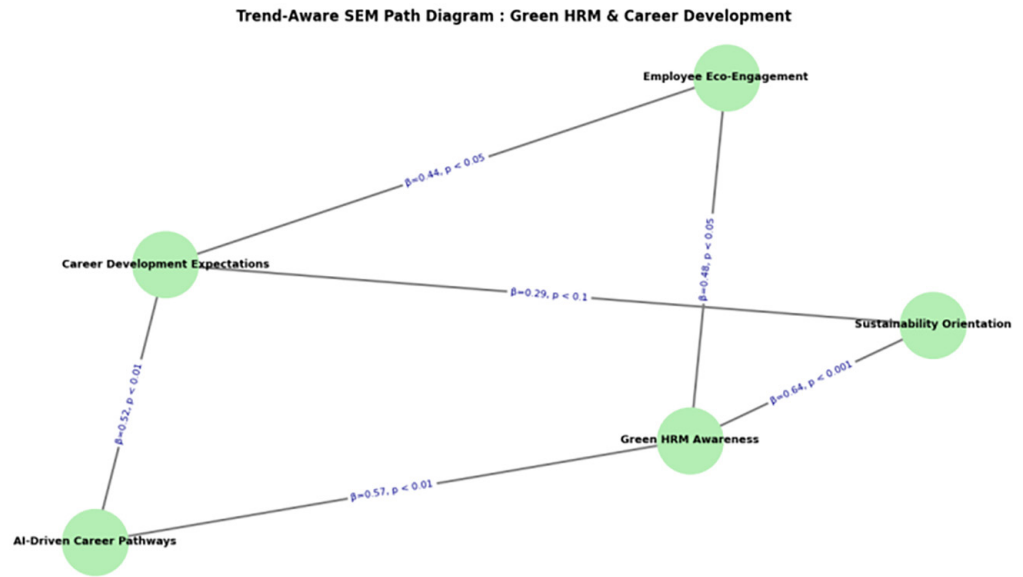 Trend-Aware SEM Path Diagram : Green HRM & Career Development
Employee Eco-Engagement
β=0.44, p < 0.05
β=0.48, p < 0.05
Career Development Expectations
β=0.29, p < 0.1
Sustainability Orientation
β=0.52, p < 0.01
β=0.64, p < 0.001
Green HRM Awareness
β=0.57, p < 0.01
AI-Driven Career Pathways